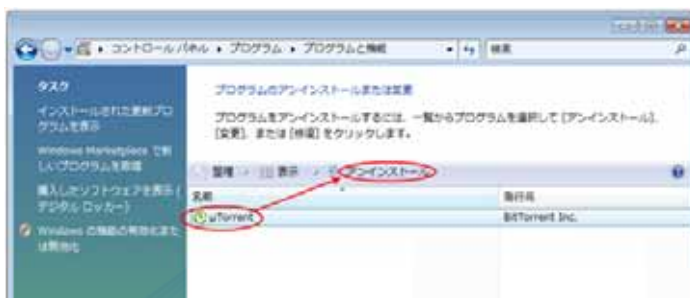 コントロール パネル ▸ プログラム ▸ プログラムと機能
検索
タスク
インストールされた更新プロ
グラムを表示
Windows Marketplace で新
しいプログラムを取得
購入したソフトウェアを表示 (
デジタル ロッカー)
Windows の機能の有効化また
は無効化
プログラムのアンインストールまたは変更
プログラムをアンインストールするには、一覧からプログラムを選択して [アンインストール]、
[変更]、または [修復] をクリックします。
整理
表示
アンインストール
名前
発行元
µTorrent
BitTorrent Inc.